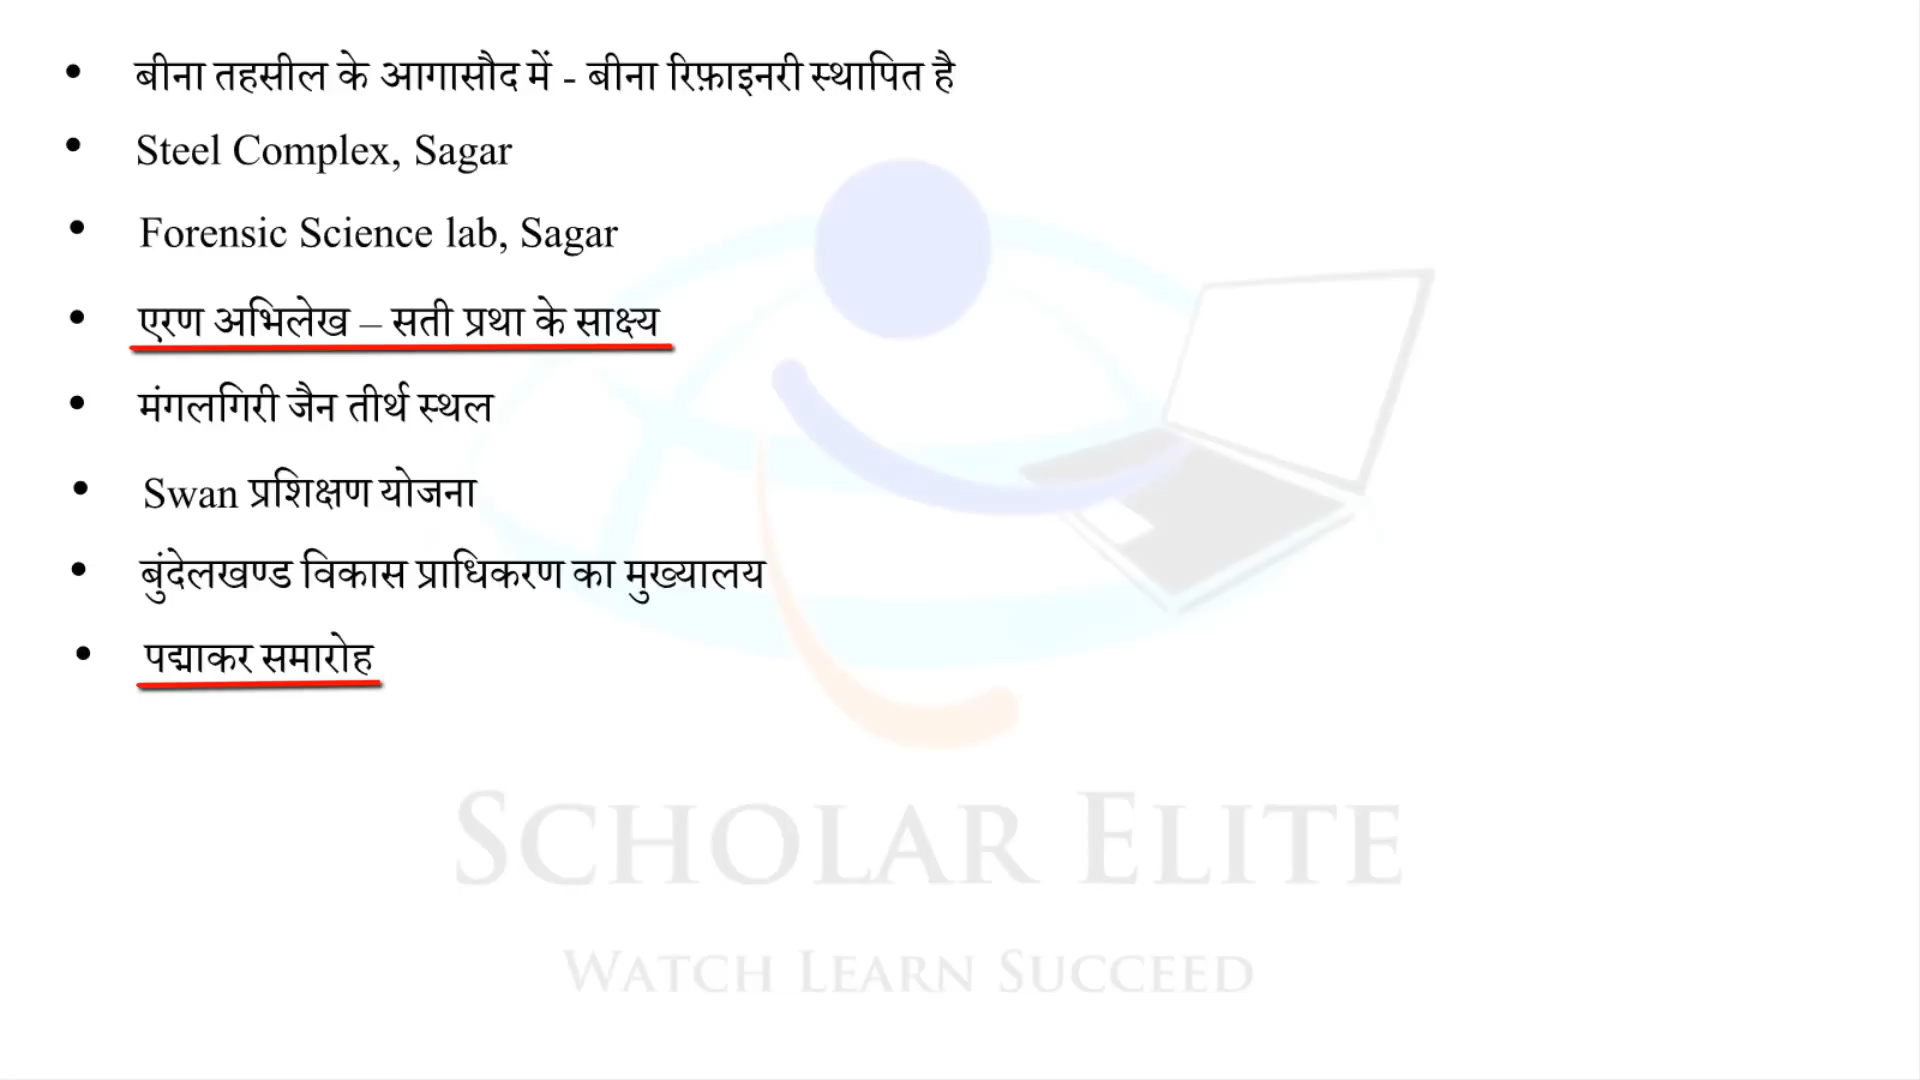 • बीना तहसील के आगासौद में - बीना रिफ़ाइनरी स्थापित है
• Steel Complex, Sagar
• Forensic Science lab, Sagar
• एरण अभिलेख – सती प्रथा के साक्ष्य
• मंगलगिरी जैन तीर्थ स्थल
• Swan प्रशिक्षण योजना
• बुंदेलखण्ड विकास प्राधिकरण का मुख्यालय
• पद्माकर समारोह
SCHOLAR ELITE
WATCH LEARN SUCCEED